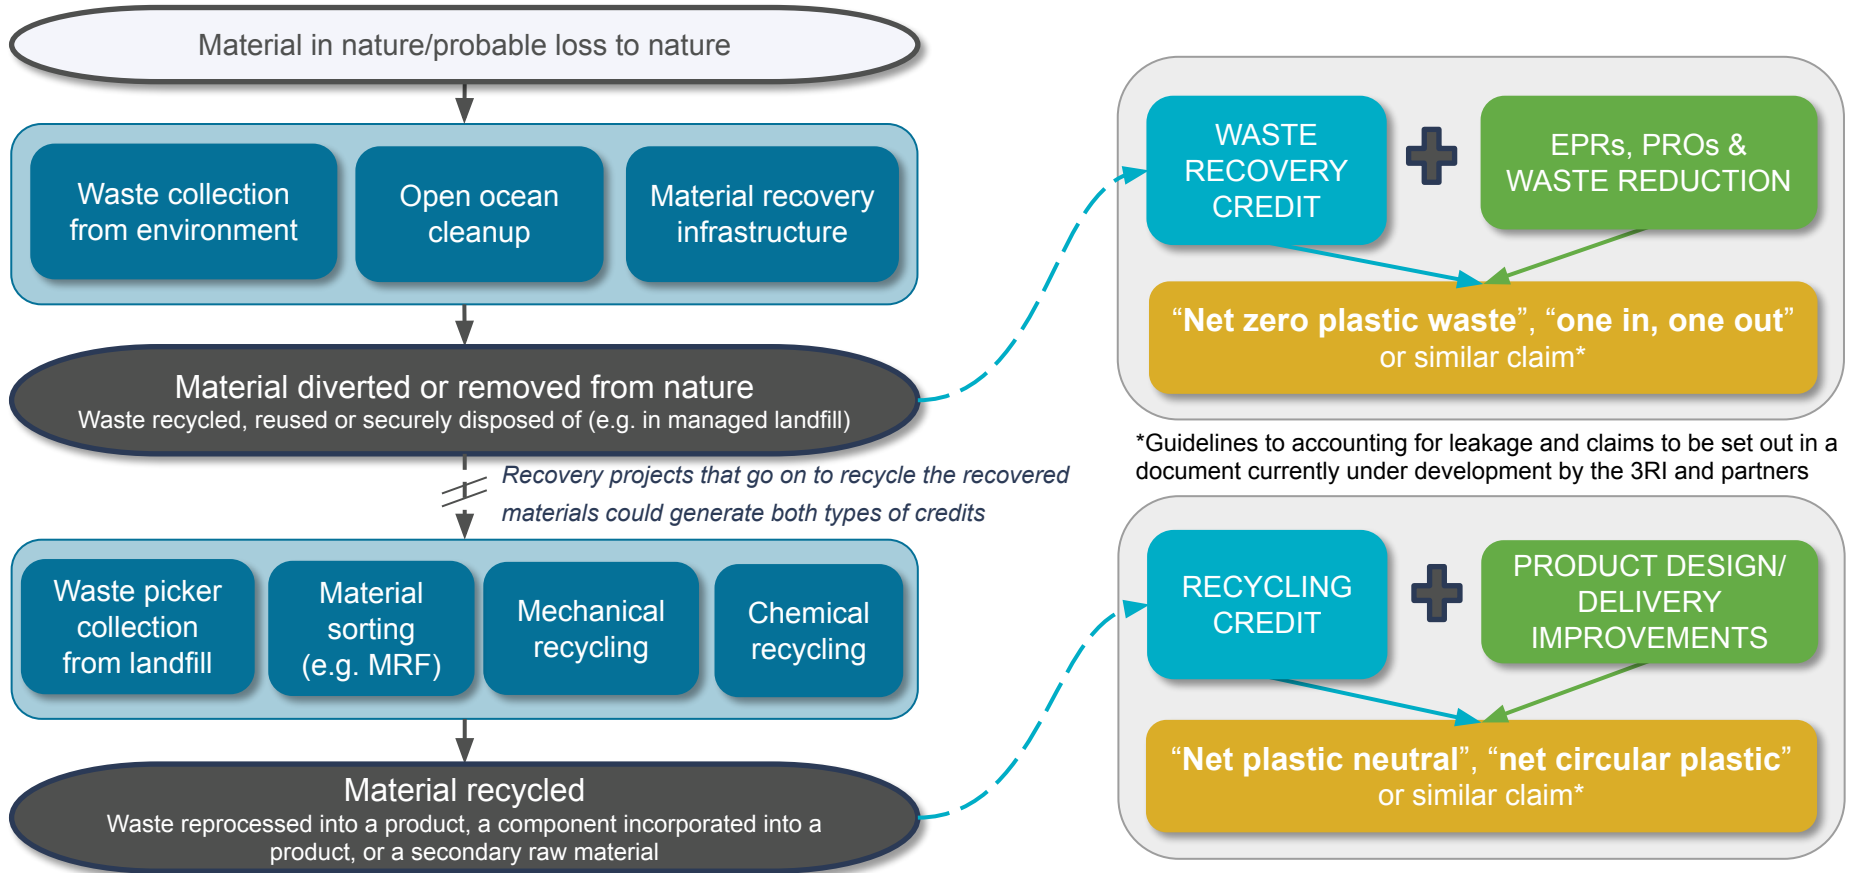 Material in nature/probable loss to nature
Waste collection
from environment
Open ocean
cleanup
Material recovery
infrastructure
Material diverted or removed from nature
Waste recycled, reused or securely disposed of (e.g. in managed landfill)
Recovery projects that go on to recycle the recovered
materials could generate both types of credits
Waste picker
collection
from landfill
Material
sorting
(e.g. MRF)
Mechanical
recycling
Chemical
recycling
Material recycled
Waste reprocessed into a product, a component incorporated into a
product, or a secondary raw material
WASTE
RECOVERY
CREDIT
EPRs, PROs &
WASTE REDUCTION
“Net zero plastic waste”, “one in, one out”
or similar claim*
*Guidelines to accounting for leakage and claims to be set out in a
document currently under development by the 3RI and partners
RECYCLING
CREDIT
PRODUCT DESIGN/
DELIVERY
IMPROVEMENTS
“Net plastic neutral”, “net circular plastic”
or similar claim*